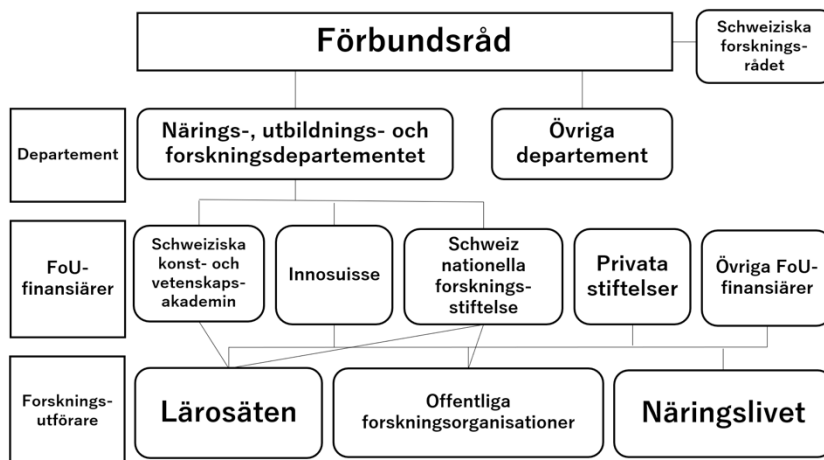 Förbundsråd
Schweiziska
forsknings-
rådet
Departement
Närings-, utbildnings- och
forskningsdepartementet
Övriga
departement
FoU-
finansiärer
Schweiziska
konst- och
vetenskaps-
akademin
Innosuisse
Schweiz
nationella
forsknings-
stiftelse
Privata
stiftelser
Övriga FoU-
finansiärer
Forsknings-
utförare
Lärosäten
Offentliga
forskningsorganisationer
Näringslivet